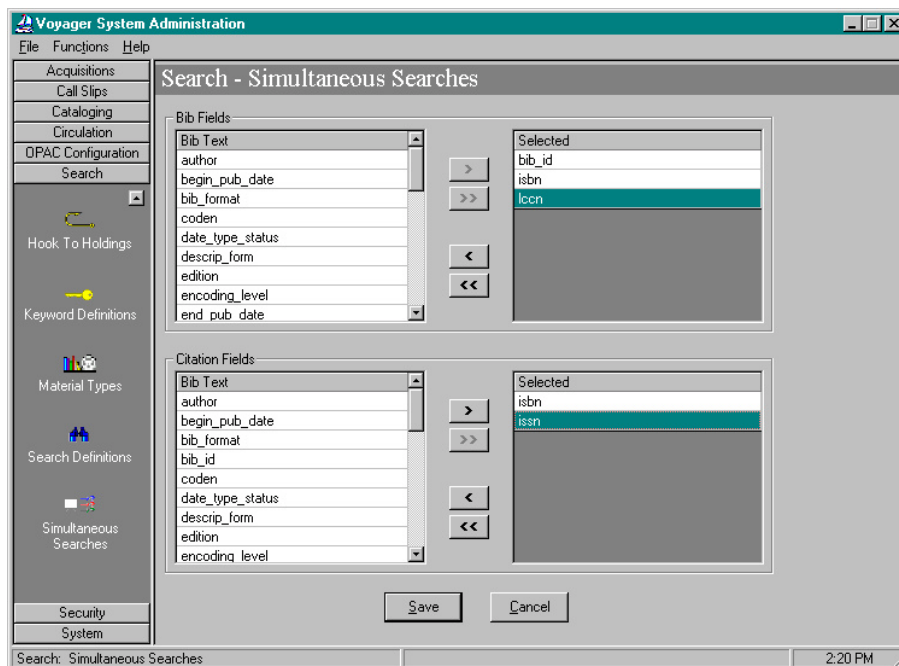 Voyager System Administration
File Functions Help
Acquisitions
Call Slips
Cataloging
Circulation
OPAC Configuration
Search
Hook To Holdings
Keyword Definitions
Material Types
Search Definitions
Simultaneous
Searches
Security
System
Search - Simultaneous Searches
Bib Fields
Bib Text
author
begin_pub_date
bib_format
coden
date_type_status
descrip_form
edition
encoding_level
end_pub_date
>
>>
<
<<
Selected
bib_id
isbn
lccn
Citation Fields
Bib Text
author
begin_pub_date
bib_format
bib_id
coden
date_type_status
descrip_form
edition
encoding_level
>
>>
<
<<
Selected
isbn
issn
Save Cancel
Search: Simultaneous Searches 2:20 PM